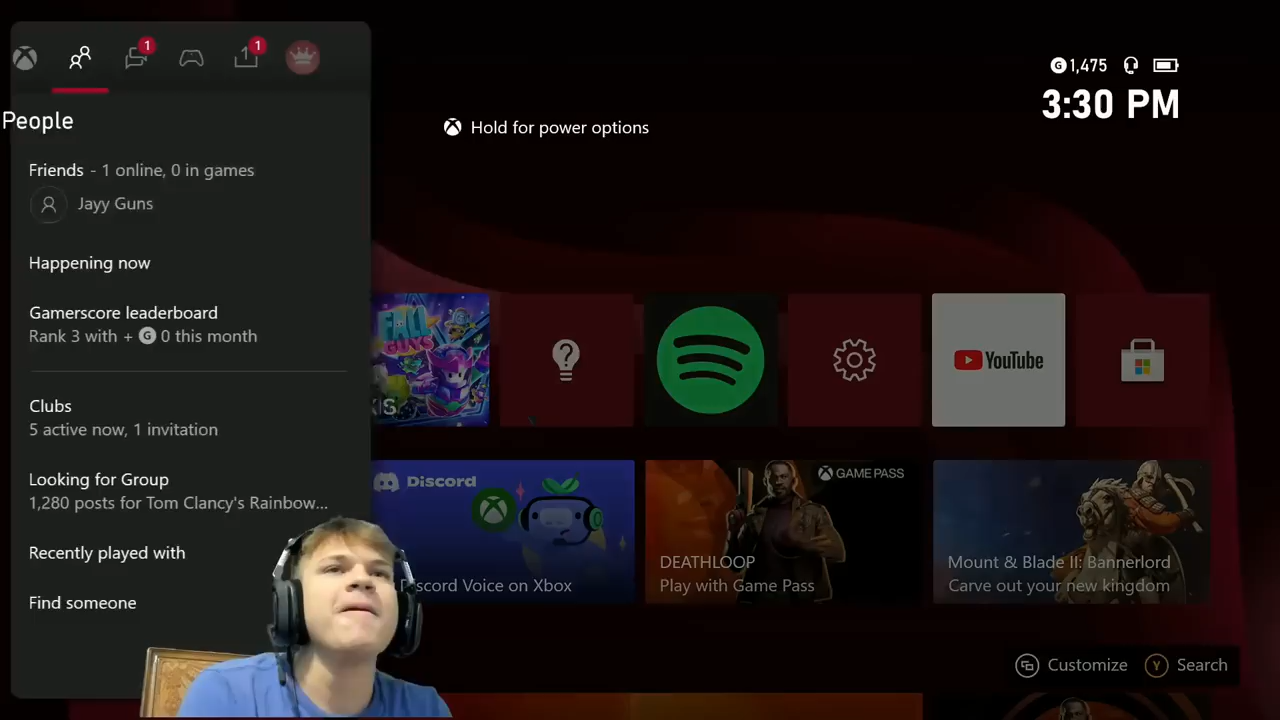 1
1
G 1,475
3:30 PM
People
Hold for power options
Friends - 1 online, 0 in games
Jayy Guns
Happening now
Gamerscore leaderboard
Rank 3 with + G 0 this month
Clubs
5 active now, 1 invitation
Looking for Group
1,280 posts for Tom Clancy's Rainbow...
Recently played with
Find someone
FALL
GUYS
YouTube
Discord
Discord Voice on Xbox
GAME PASS
DEATHLOOP
Play with Game Pass
Mount & Blade II: Bannerlord
Carve out your new kingdom
Customize
Y Search